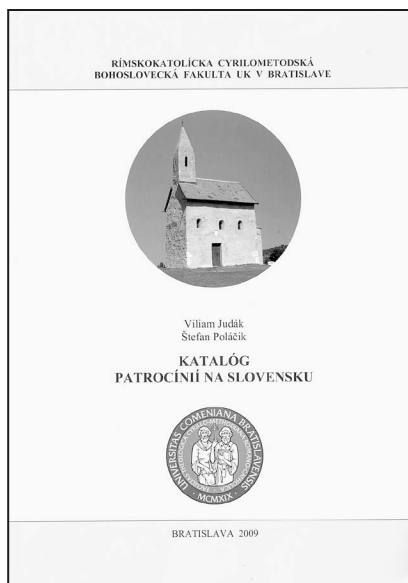 RÍMSKOKATOLÍCKA CYRILOMETODSKÁ
BOHOSLOVECKÁ FAKULTA UK V BRATISLAVE
Viliam Judák
Štefan Poláčik
KATALÓG
PATROCÍNIÍ NA SLOVENSKU
UNIVERSITAS COMENIANA BRATISLAVENSIS
MCMXIX
BRATISLAVA 2009